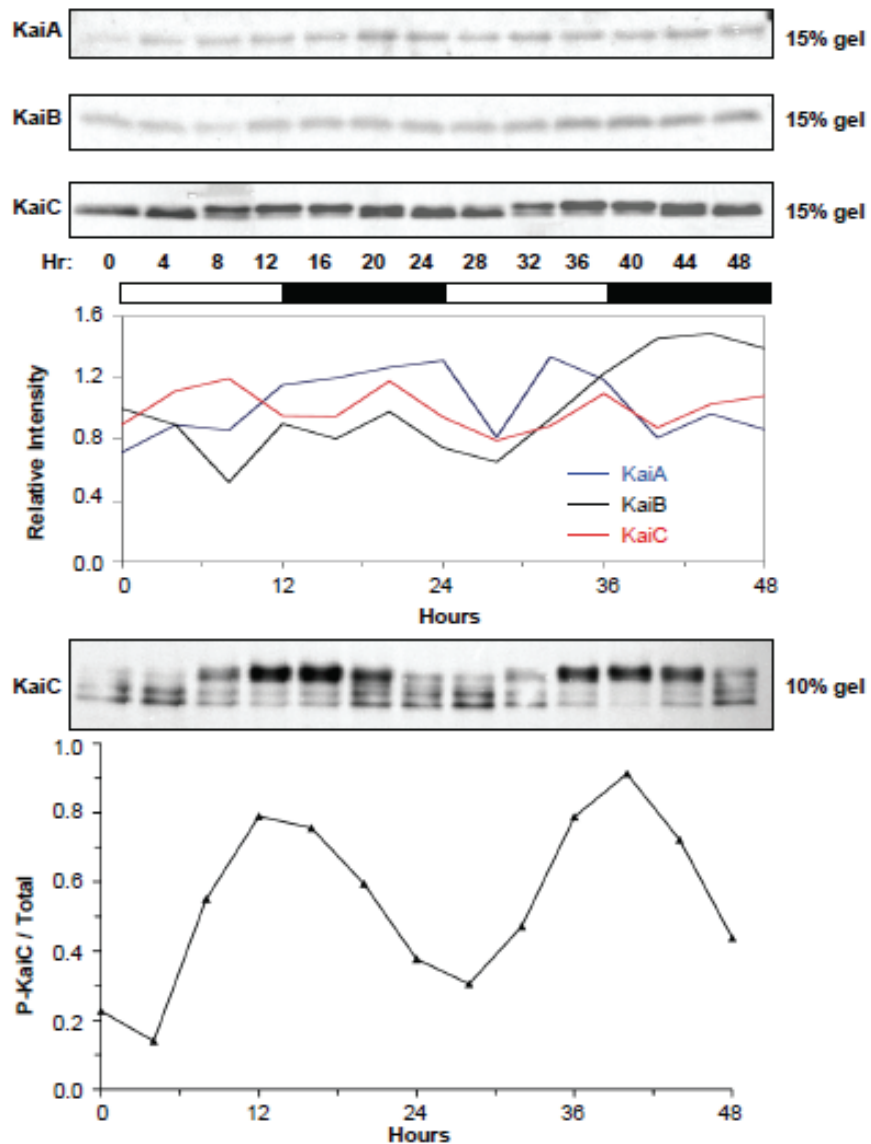 KaiA 15% gel
KaiB 15% gel
KaiC 15% gel
Hr: 0 4 8 12 16 20 24 28 32 36 40 44 48
1.6
1.2
0.8
0.4
0.0
Relative Intensity
KaiA
KaiB
KaiC
0 12 24 36 48
Hours
KaiC 10% gel
1.0
0.8
0.6
0.4
0.2
0.0
P-KaiC / Total
0 12 24 36 48
Hours